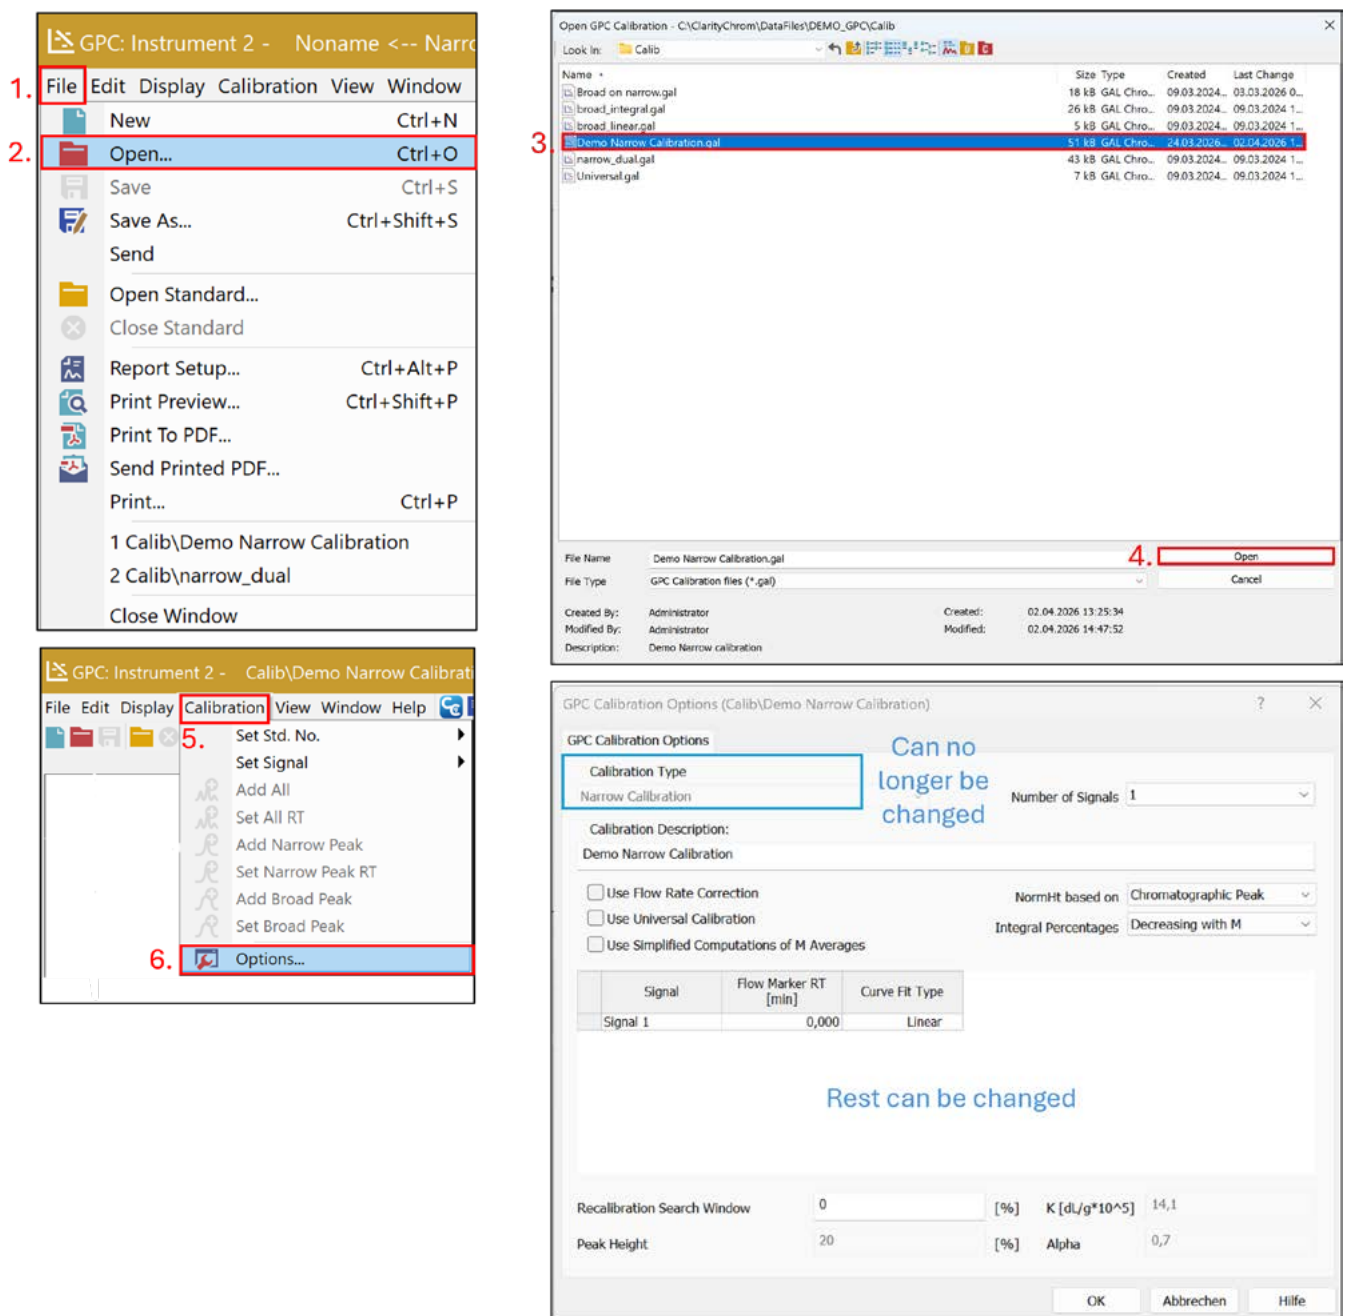 GPC: Instrument 2 - Noname <-- Narro
1. File Edit Display Calibration View Window
New Ctrl+N
2. Open... Ctrl+O
Save Ctrl+S
Save As... Ctrl+Shift+S
Send
Open Standard...
Close Standard
Report Setup... Ctrl+Alt+P
Print Preview... Ctrl+Shift+P
Print To PDF...
Send Printed PDF...
Print... Ctrl+P
1 Calib\Demo Narrow Calibration
2 Calib\narrow_dual
Close Window
Open GPC Calibration - C:\ClarityChrom\DataFiles\DEMO_GPC\Calib
Look In: Calib
Name Size Type Created Last Change
Broad on narrow.gal 18 kB GAL Chro... 09.03.2024... 03.03.2026 0...
broad_integral.gal 26 kB GAL Chro... 09.03.2024... 09.03.2024 1...
broad_linear.gal 5 kB GAL Chro... 09.03.2024... 09.03.2024 1...
3. Demo Narrow Calibration.gal 51 kB GAL Chro... 24.03.2026... 02.04.2026 1...
narrow_dual.gal 43 kB GAL Chro... 09.03.2024... 09.03.2024 1...
Universal.gal 7 kB GAL Chro... 09.03.2024... 09.03.2024 1...
File Name Demo Narrow Calibration.gal 4. Open
File Type GPC Calibration files (*.gal) Cancel
Created By: Administrator Created: 02.04.2026 13:25:34
Modified By: Administrator Modified: 02.04.2026 14:47:52
Description: Demo Narrow calibration
GPC: Instrument 2 - Calib\Demo Narrow Calibrati
File Edit Display Calibration View Window Help
5. Set Std. No.
Set Signal
Add All
Set All RT
Add Narrow Peak
Set Narrow Peak RT
Add Broad Peak
Set Broad Peak
6. Options...
GPC Calibration Options (Calib\Demo Narrow Calibration) ?
GPC Calibration Options
Calibration Type
Narrow Calibration
Can no
longer be
changed
Number of Signals 1
Calibration Description:
Demo Narrow Calibration
Use Flow Rate Correction NormHt based on Chromatographic Peak
Use Universal Calibration Integral Percentages Decreasing with M
Use Simplified Computations of M Averages
Signal Flow Marker RT [min] Curve Fit Type
Signal 1 0,000 Linear
Rest can be changed
Recalibration Search Window 0 [%] K [dL/g*10^5] 14,1
Peak Height 20 [%] Alpha 0,7
OK Abbrechen Hilfe